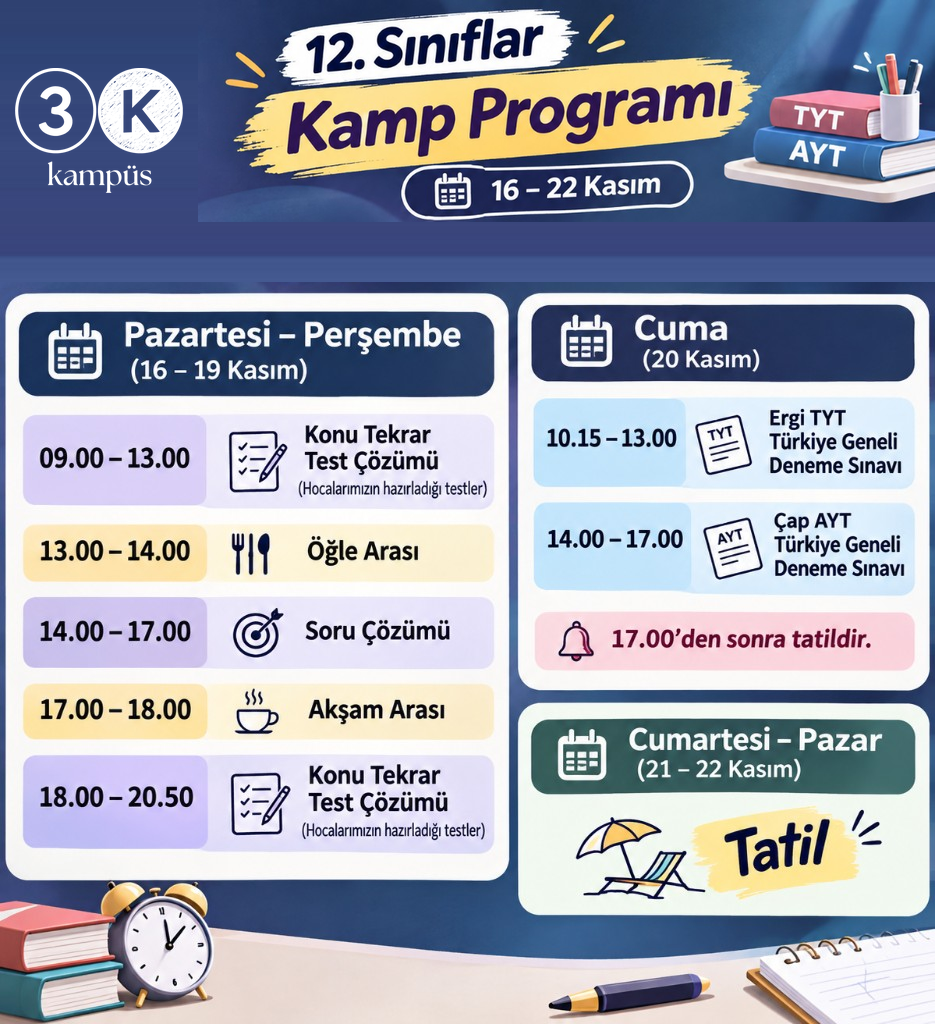 3K
kampüs
12. Sınıflar
Kamp Programı
16 – 22 Kasım
TYT
AYT
Pazartesi – Perşembe
(16 – 19 Kasım)
09.00 – 13.00
Konu Tekrar
Test Çözümü
(Hocalarımızın hazırladığı testler)
13.00 – 14.00
Öğle Arası
14.00 – 17.00
Soru Çözümü
17.00 – 18.00
Akşam Arası
18.00 – 20.50
Konu Tekrar
Test Çözümü
(Hocalarımızın hazırladığı testler)
Cuma
(20 Kasım)
10.15 – 13.00
TYT
Ergi TYT
Türkiye Geneli
Deneme Sınavı
14.00 – 17.00
AYT
Çap AYT
Türkiye Geneli
Deneme Sınavı
17.00'den sonra tatildir.
Cumartesi – Pazar
(21 – 22 Kasım)
Tatil